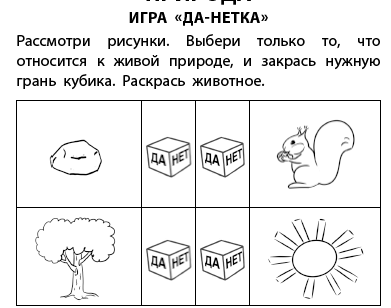 ПРИРОДА
ИГРА «ДА-НЕТКА»
Рассмотри рисунки. Выбери только то, что
относится к живой природе, и закрась нужную
грань кубика. Раскрась животное.
ДА НЕТ ДА НЕТ
ДА НЕТ ДА НЕТ